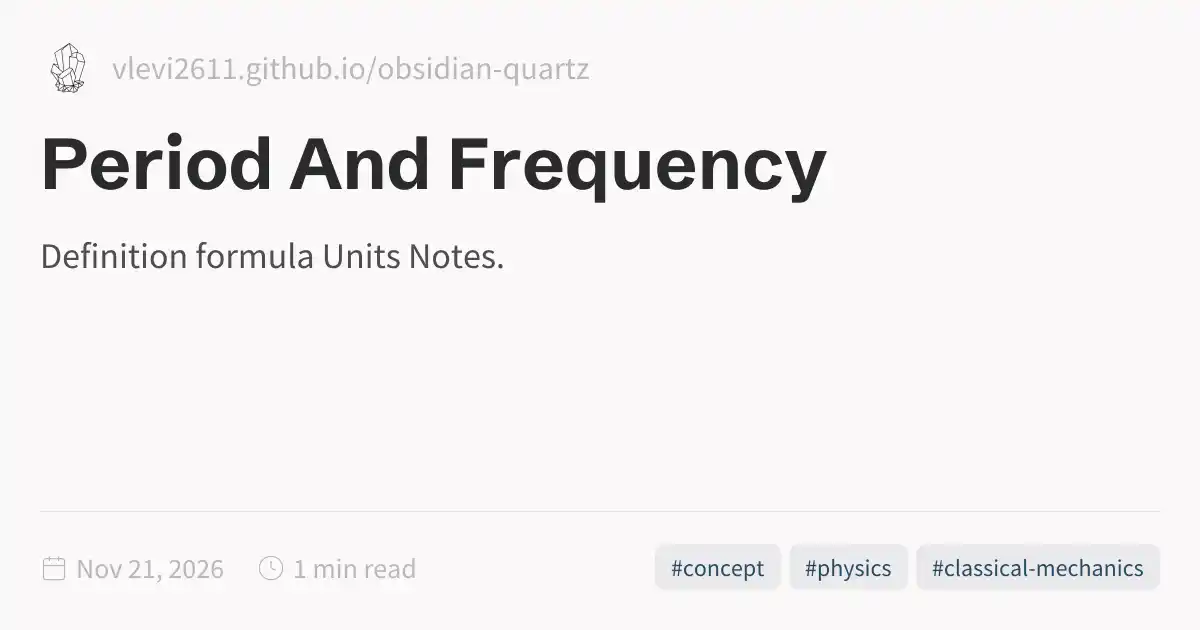 vlevi2611.github.io/obsidian-quartz
Period And Frequency
Definition formula Units Notes.
Nov 21, 2026 1 min read #concept #physics #classical-mechanics